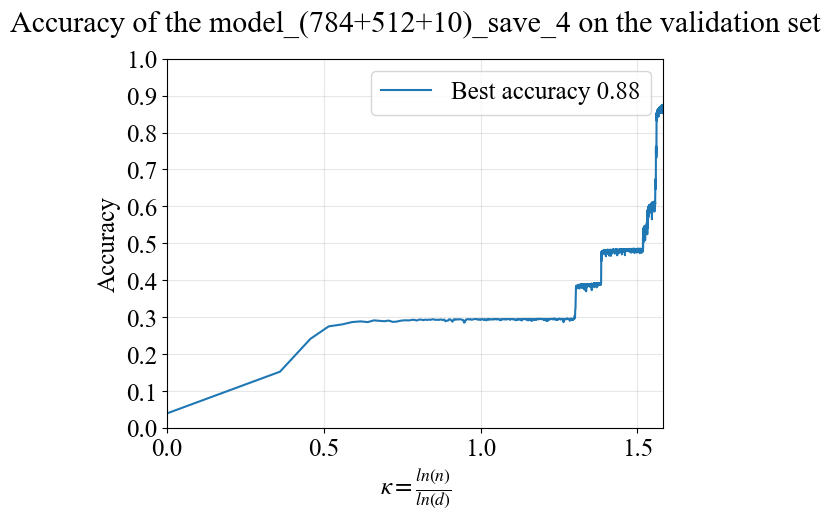 Accuracy of the model_(784+512+10)_save_4 on the validation set
1.0
0.9
0.8
0.7
0.6
0.5
0.4
0.3
0.2
0.1
0.0
Accuracy
Best accuracy 0.88
0.0 0.5 1.0 1.5
κ = ln(n)/ln(d)